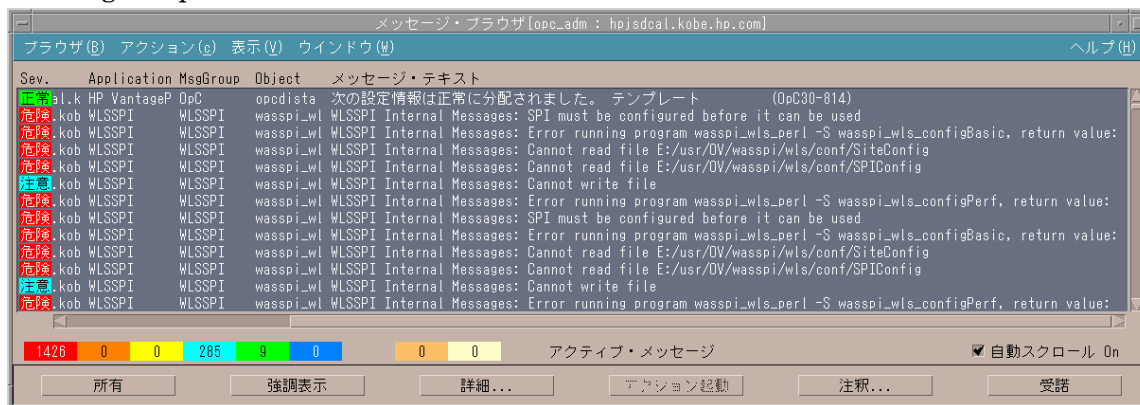 メッセージ・ブラウザ[opc_adm : hpjsdcal.kobe.hp.com]
ブラウザ(B) アクション(c) 表示(V) ウインドウ(W) ヘルプ(H)
Sev. Application MsgGroup Object メッセージ・テキスト
正常al.k HP VantageP OpC opcdista 次の設定情報は正常に分配されました。 テンプレート (OpC30-814)
危険.kob WLSSPI WLSSPI wasspi_wl WLSSPI Internal Messages: SPI must be configured before it can be used
危険.kob WLSSPI WLSSPI wasspi_wl WLSSPI Internal Messages: Error running program wasspi_wls_perl -S wasspi_wls_configBasic, return value:
危険.kob WLSSPI WLSSPI wasspi_wl WLSSPI Internal Messages: Cannot read file E:/usr/OV/wasspi/wls/conf/SiteConfig
危険.kob WLSSPI WLSSPI wasspi_wl WLSSPI Internal Messages: Cannot read file E:/usr/OV/wasspi/wls/conf/SPIConfig
注意.kob WLSSPI WLSSPI wasspi_wl WLSSPI Internal Messages: Cannot write file
危険.kob WLSSPI WLSSPI wasspi_wl WLSSPI Internal Messages: Error running program wasspi_wls_perl -S wasspi_wls_configPerf, return value:
危険.kob WLSSPI WLSSPI wasspi_wl WLSSPI Internal Messages: SPI must be configured before it can be used
危険.kob WLSSPI WLSSPI wasspi_wl WLSSPI Internal Messages: Error running program wasspi_wls_perl -S wasspi_wls_configBasic, return value:
危険.kob WLSSPI WLSSPI wasspi_wl WLSSPI Internal Messages: Cannot read file E:/usr/OV/wasspi/wls/conf/SiteConfig
危険.kob WLSSPI WLSSPI wasspi_wl WLSSPI Internal Messages: Cannot read file E:/usr/OV/wasspi/wls/conf/SPIConfig
注意.kob WLSSPI WLSSPI wasspi_wl WLSSPI Internal Messages: Cannot write file
危険.kob WLSSPI WLSSPI wasspi_wl WLSSPI Internal Messages: Error running program wasspi_wls_perl -S wasspi_wls_configPerf, return value:
1426 0 0 285 9 0 0 0 アクティブ・メッセージ 自動スクロール On
所有 強調表示 詳細... アクション起動 注釈... 受諾